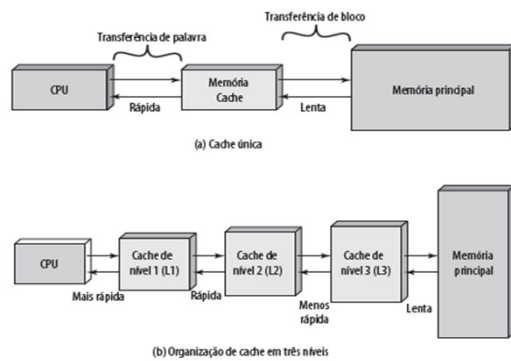 Transferência de palavra
Transferência de bloco
CPU
Memória
Cache
Memória principal
Rápida
Lenta
(a) Cache única
CPU
Cache de
nível 1 (L1)
Cache de
nível 2 (L2)
Cache de
nível 3 (L3)
Memória
principal
Mais rápida
Rápida
Menos
rápida
Lenta
(b) Organização de cache em três níveis